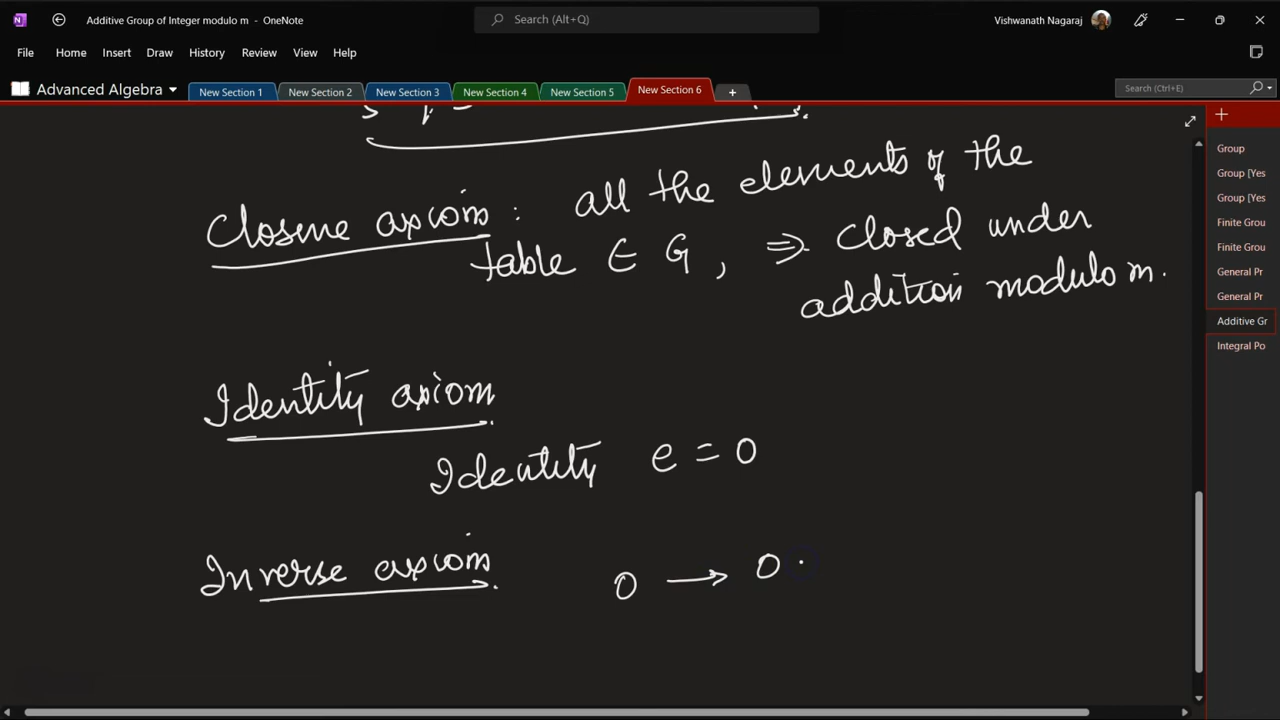 Additive Group of Integer modulo m - OneNote
Search (Alt+Q)
Vishwanath Nagaraj
File Home Insert Draw History Review View Help
Advanced Algebra
New Section 1 New Section 2 New Section 3 New Section 4 New Section 5 New Section 6 +
Search (Ctrl+E)
Group
Group [Yes
Group [Yes
Finite Grou
Finite Grou
General Pr
General Pr
Additive Gr
Integral Po
Closure axiom : all the elements of the
table ∈ G, ⇒ closed under
addition modulo m.
Identity axiom
Identity e = 0
Inverse axiom 0 → 0